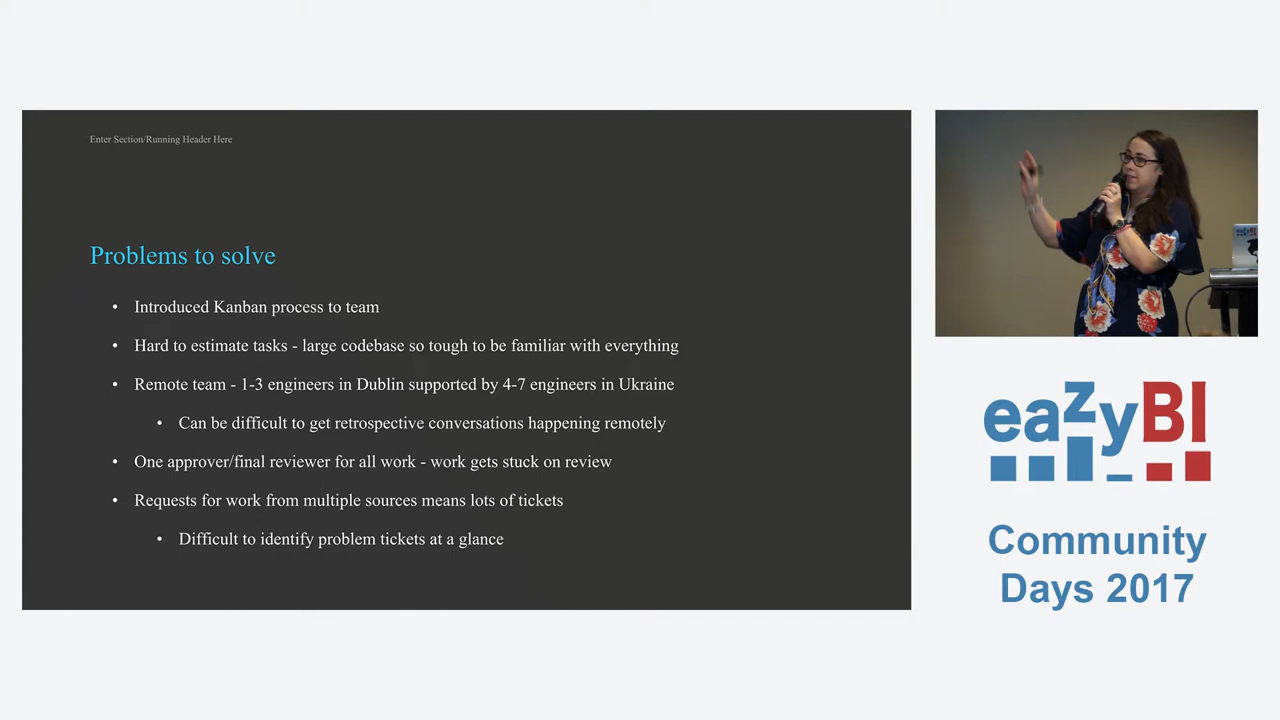 Enter Section/Running Header Here
Problems to solve
• Introduced Kanban process to team
• Hard to estimate tasks - large codebase so tough to be familiar with everything
• Remote team - 1-3 engineers in Dublin supported by 4-7 engineers in Ukraine
• Can be difficult to get retrospective conversations happening remotely
• One approver/final reviewer for all work - work gets stuck on review
• Requests for work from multiple sources means lots of tickets
• Difficult to identify problem tickets at a glance
eazyBI
eazyBI
Community
Days 2017